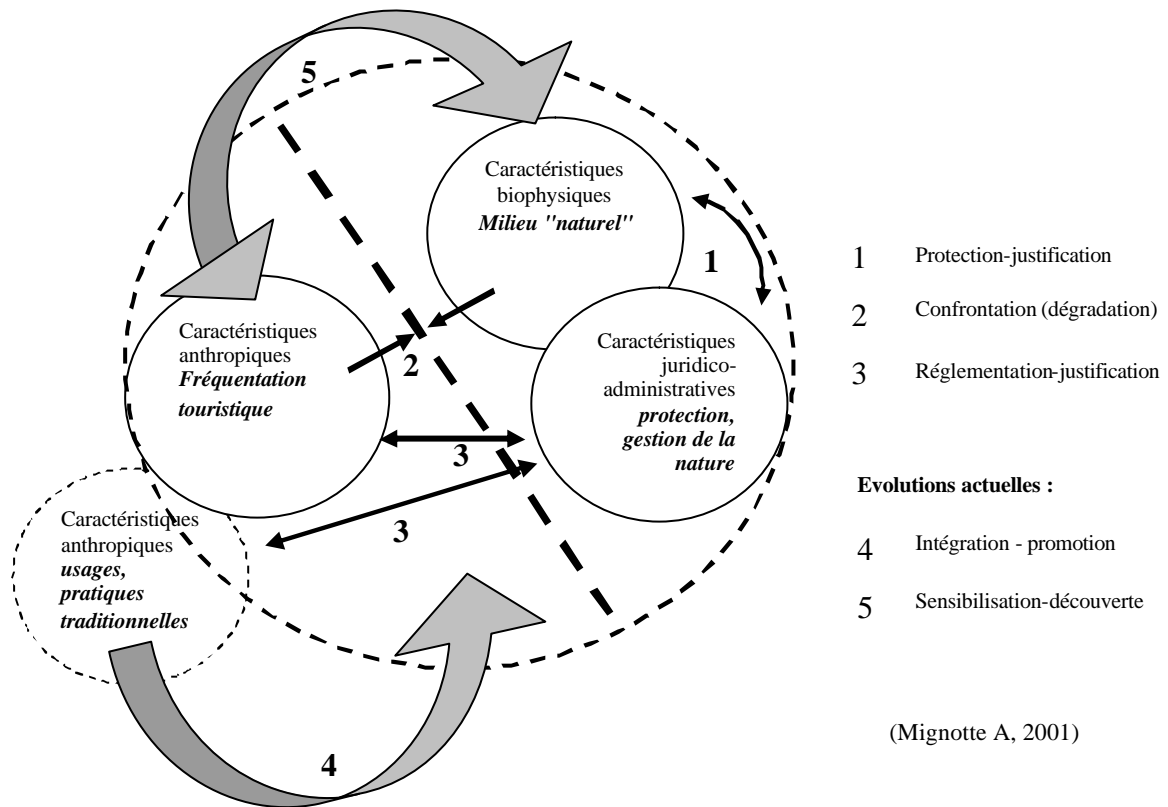 5
Caractéristiques
biophysiques
Milieu "naturel"
1
Caractéristiques
anthropiques
Fréquentation
touristique
2
Caractéristiques
juridico-
administratives
protection,
gestion de la
nature
3
3
Caractéristiques
anthropiques
usages,
pratiques
traditionnelles
4
1 Protection-justification
2 Confrontation (dégradation)
3 Réglementation-justification
Evolutions actuelles :
4 Intégration - promotion
5 Sensibilisation-découverte
(Mignotte A, 2001)